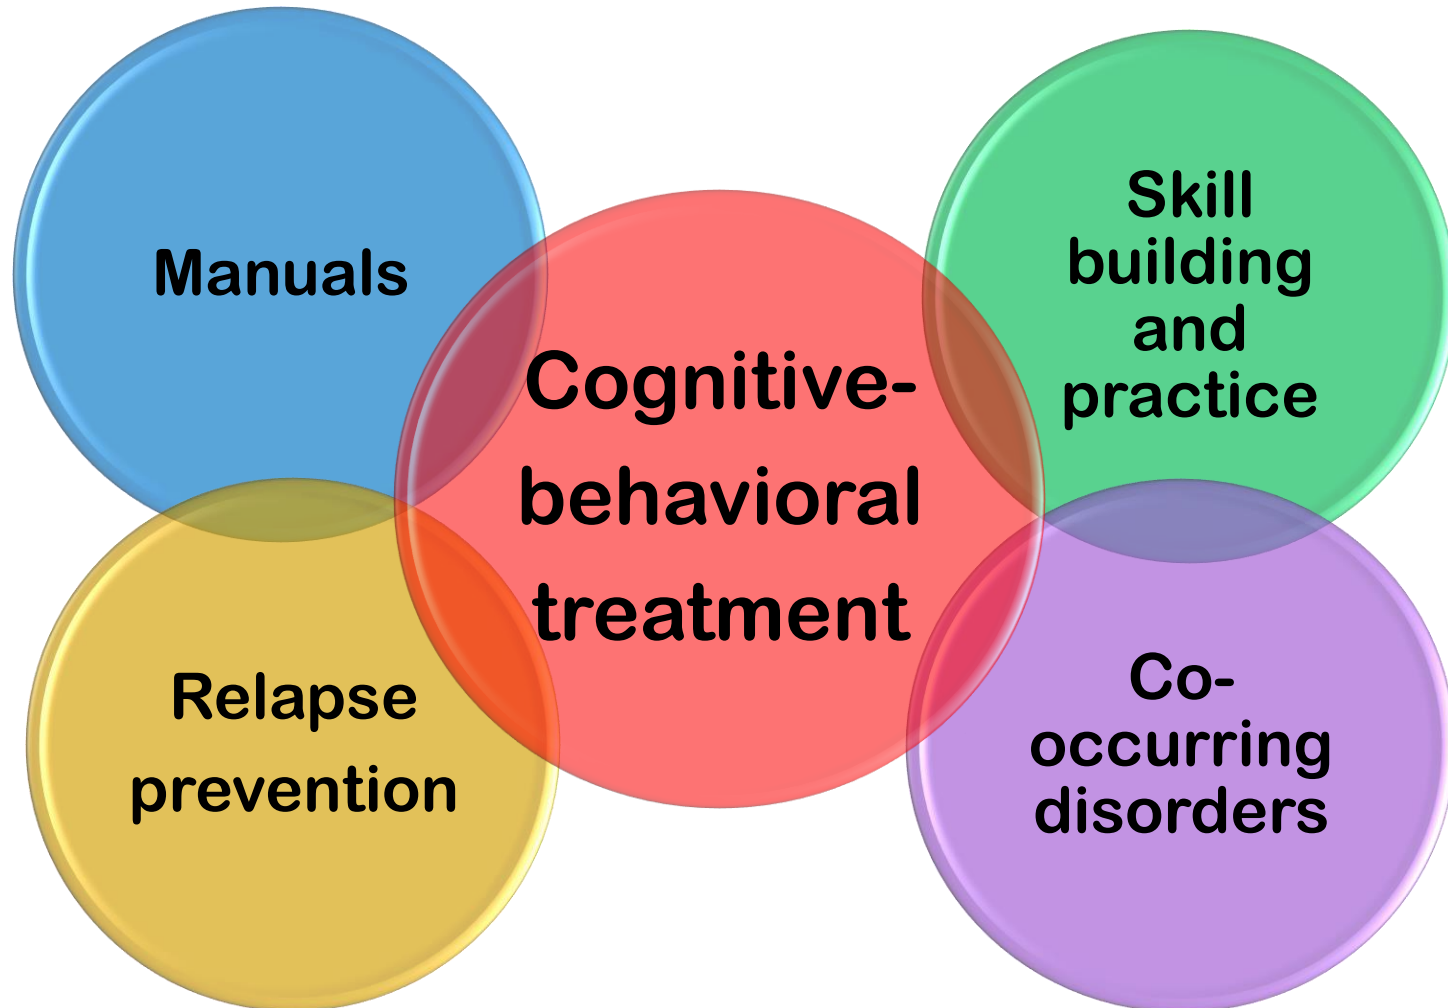 Manuals
Skill
building
and
practice
Cognitive-
behavioral
treatment
Relapse
prevention
Co-
occurring
disorders